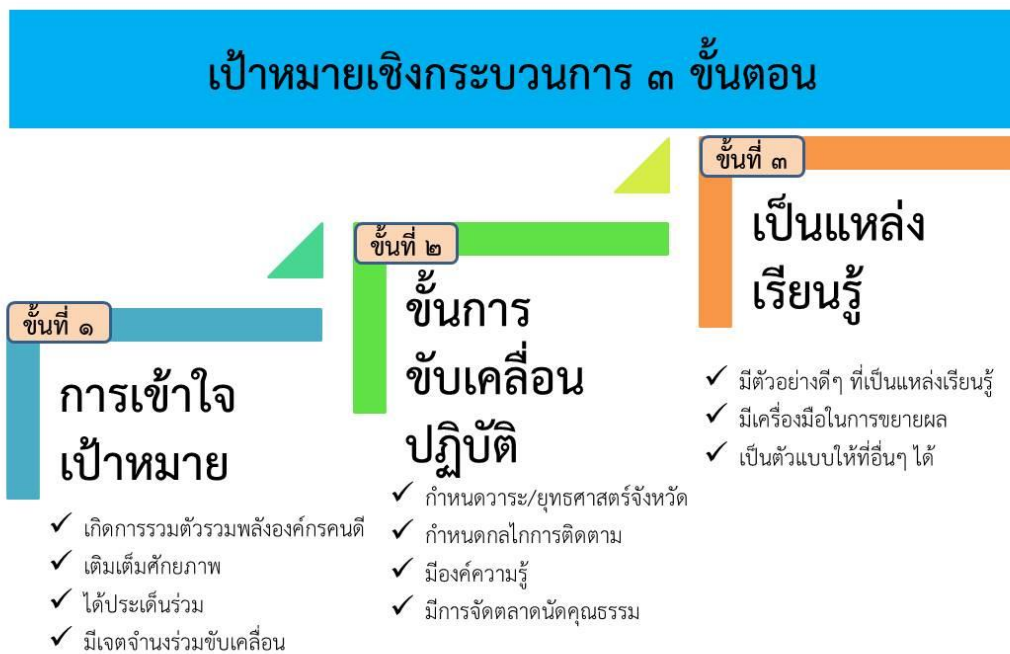 เป้าหมายเชิงกระบวนการ ๓ ขั้นตอน
ขั้นที่ ๑
การเข้าใจ
เป้าหมาย
✓ เกิดการรวมตัวรวมพลังองค์กรคนดี
✓ เติมเต็มศักยภาพ
✓ ได้ประเด็นร่วม
✓ มีเจตจำนงร่วมขับเคลื่อน
ขั้นที่ ๒
ขั้นการ
ขับเคลื่อน
ปฏิบัติ
✓ กำหนดวาระ/ยุทธศาสตร์จังหวัด
✓ กำหนดกลไกการติดตาม
✓ มีองค์ความรู้
✓ มีการจัดตลาดนัดคุณธรรม
ขั้นที่ ๓
เป็นแหล่ง
เรียนรู้
✓ มีตัวอย่างดีๆ ที่เป็นแหล่งเรียนรู้
✓ มีเครื่องมือในการขยายผล
✓ เป็นตัวแบบให้ที่อื่นๆ ได้